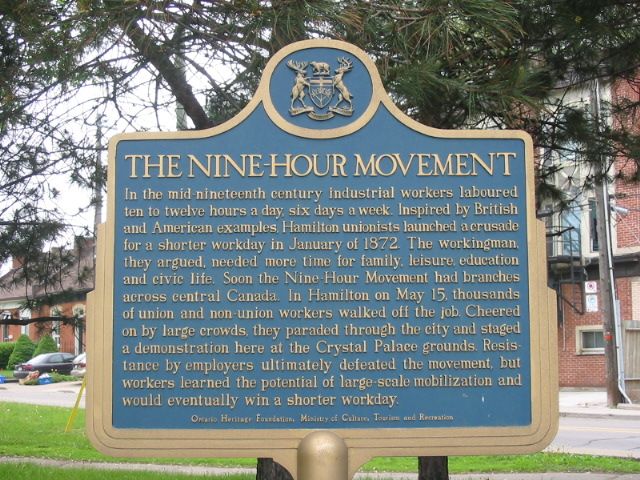 THE NINE-HOUR MOVEMENT
In the mid-nineteenth century industrial workers laboured
ten to twelve hours a day, six days a week. Inspired by British
and American examples, Hamilton unionists launched a crusade
for a shorter workday in January of 1872. The workingman,
they argued, needed more time for family, leisure, education
and civic life. Soon the Nine-Hour Movement had branches
across central Canada. In Hamilton on May 15, thousands
of union and non-union workers walked off the job. Cheered
on by large crowds, they paraded through the city and staged
a demonstration here at the Crystal Palace grounds. Resis-
tance by employers ultimately defeated the movement, but
workers learned the potential of large-scale mobilization and
would eventually win a shorter workday.
Ontario Heritage Foundation, Ministry of Culture, Tourism and Recreation